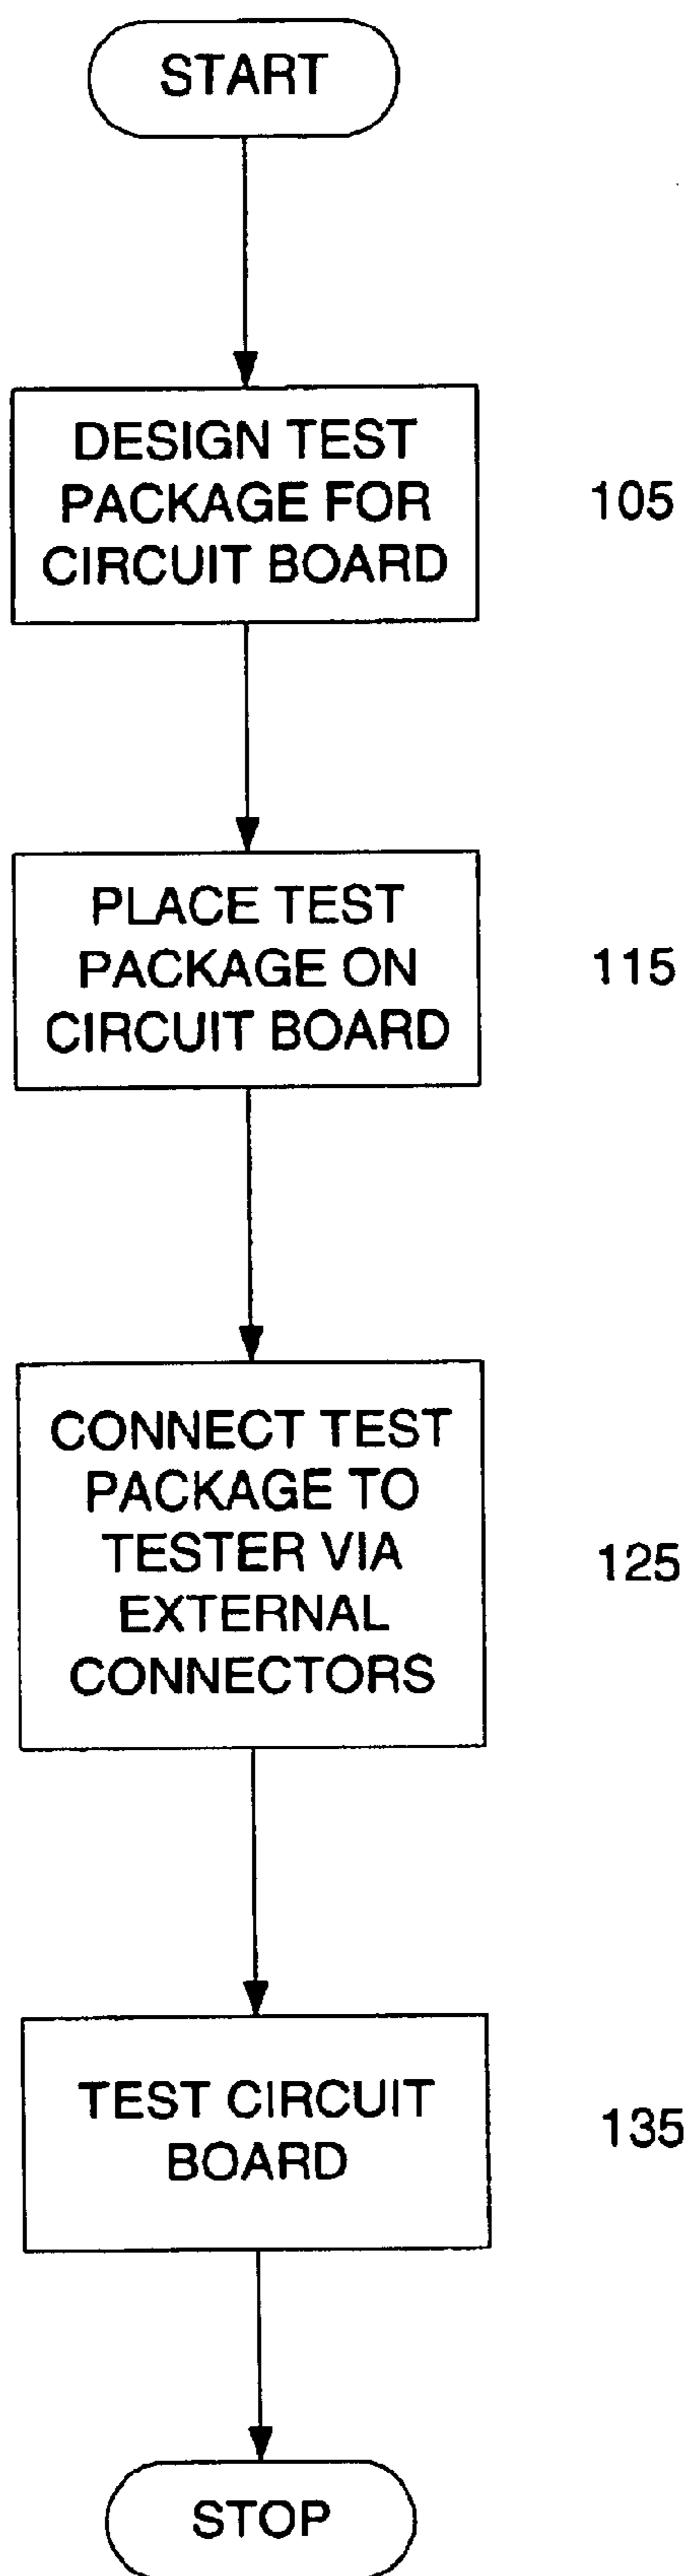 START
DESIGN TEST
PACKAGE FOR
CIRCUIT BOARD
105
PLACE TEST
PACKAGE ON
CIRCUIT BOARD
115
CONNECT TEST
PACKAGE TO
TESTER VIA
EXTERNAL
CONNECTORS
125
TEST CIRCUIT
BOARD
135
STOP